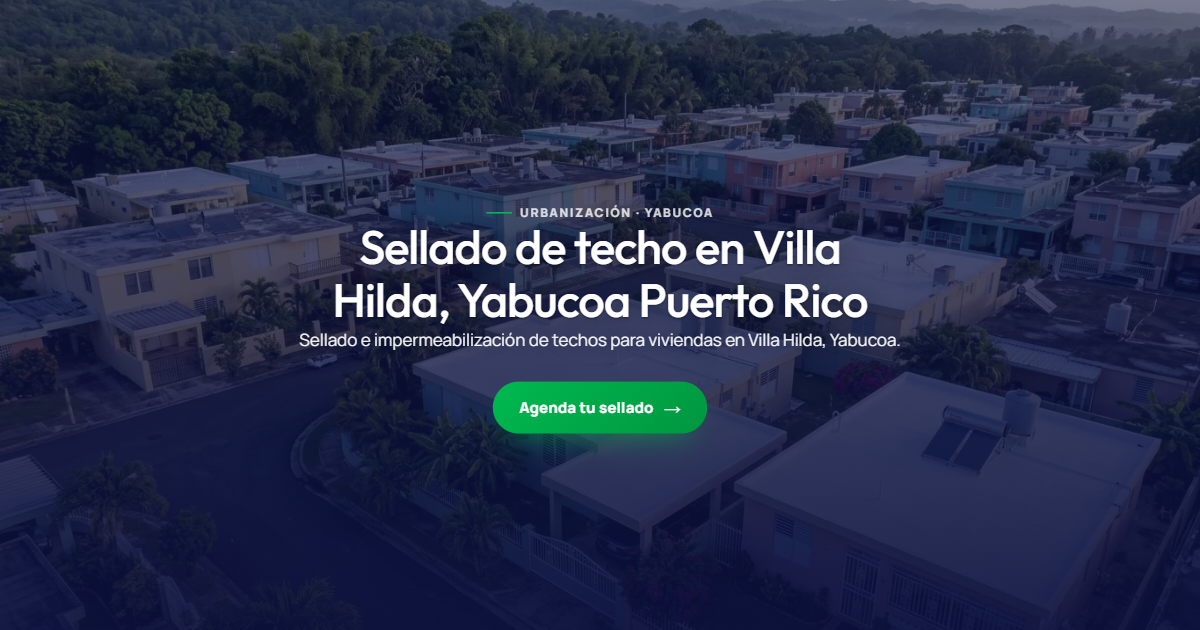 URBANIZACIÓN · YABUCOA
Sellado de techo en Villa
Hilda, Yabucoa Puerto Rico
Sellado e impermeabilización de techos para viviendas en Villa Hilda, Yabucoa.
Agenda tu sellado →